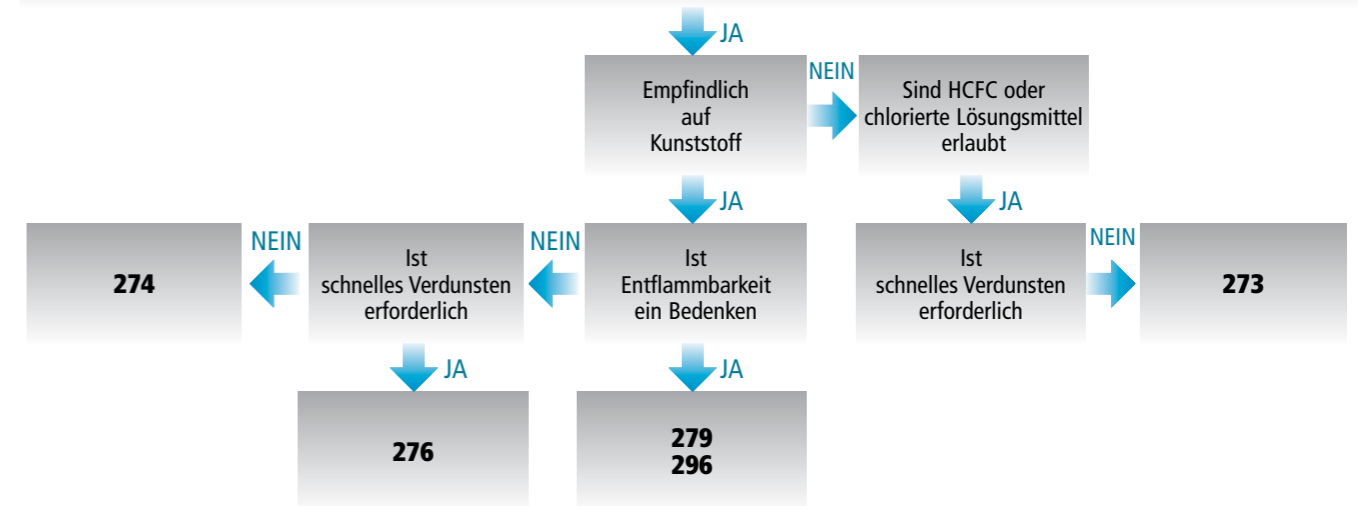 JA
Empfindlich
auf
Kunststoff
NEIN
Sind HCFC oder
chlorierte Lösungsmittel
erlaubt
JA
JA
274
NEIN
Ist
schnelles Verdunsten
erforderlich
NEIN
Ist
Entflammbarkeit
ein Bedenken
Ist
schnelles Verdunsten
erforderlich
NEIN
273
JA
JA
276
279
296